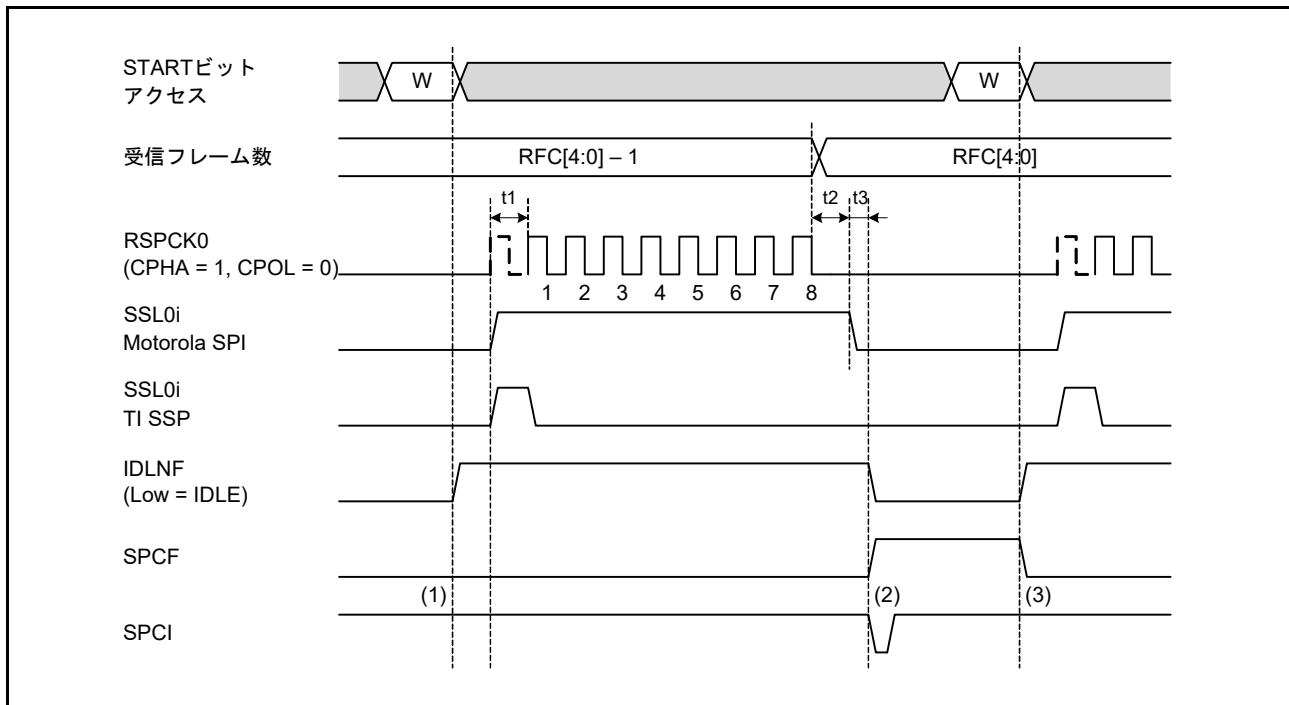 STARTビット
アクセス
W
W
受信フレーム数
RFC[4:0] – 1
RFC[4:0]
t1
t2
t3
RSPCK0
(CPHA = 1, CPOL = 0)
1 2 3 4 5 6 7 8
SSL0i
Motorola SPI
SSL0i
TI SSP
IDLNF
(Low = IDLE)
SPCF
(1)
(2)
(3)
SPCI